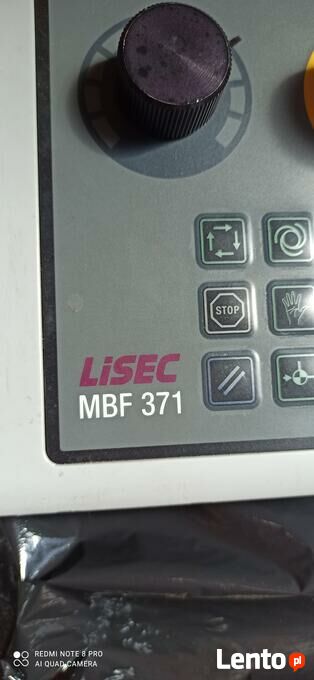 STOP
LiSEC
MBF 371
REDMI NOTE 8 PRO
AI QUAD CAMERA
Lento.pl